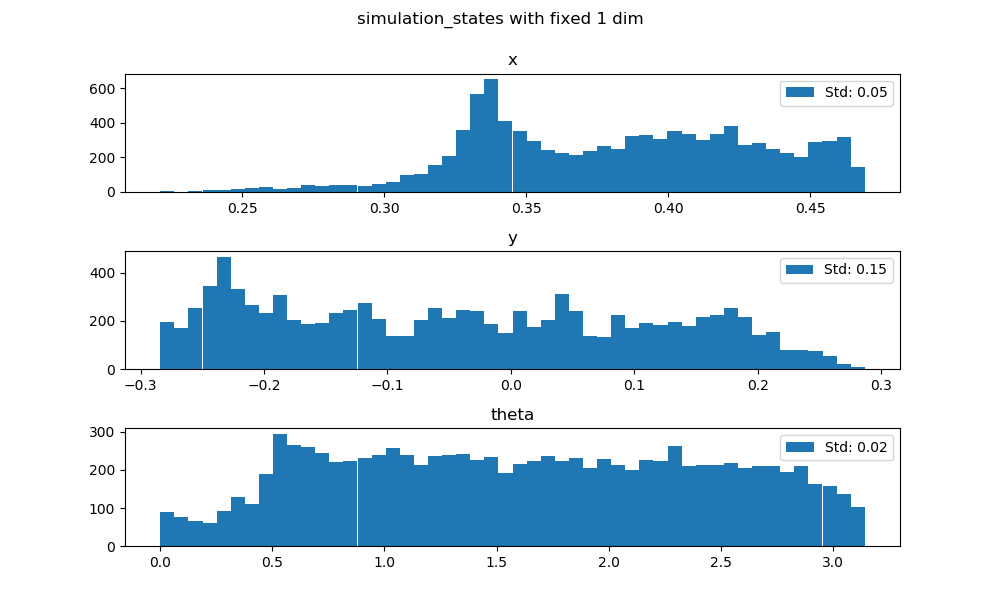 simulation_states with fixed 1 dim
x
600
400
200
0
Std: 0.05
0.25 0.30 0.35 0.40 0.45
y
400
200
0
Std: 0.15
−0.3 −0.2 −0.1 0.0 0.1 0.2 0.3
theta
300
200
100
0
Std: 0.02
0.0 0.5 1.0 1.5 2.0 2.5 3.0